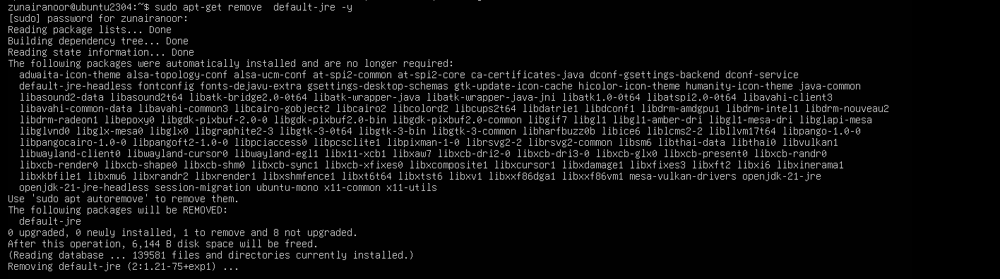 zunairanoor@ubuntu2304:~$ sudo apt-get remove  default-jre -y
[sudo] password for zunairanoor:
Reading package lists... Done
Building dependency tree... Done
Reading state information... Done
The following packages were automatically installed and are no longer required:
  adwaita-icon-theme alsa-topology-conf alsa-ucm-conf at-spi2-common at-spi2-core ca-certificates-java dconf-gsettings-backend dconf-service
  default-jre-headless fontconfig fonts-dejavu-extra gsettings-desktop-schemas gtk-update-icon-cache hicolor-icon-theme humanity-icon-theme java-common
  libasound2-data libasound2t64 libatk-bridge2.0-0t64 libatk-wrapper-java libatk-wrapper-java-jni libatk1.0-0t64 libatspi2.0-0t64 libavahi-client3
  libavahi-common-data libavahi-common3 libcairo-gobject2 libcairo2 libcolord2 libcups2t64 libdatrie1 libdconf1 libdrm-amdgpu1 libdrm-intel1 libdrm-nouveau2
  libdrm-radeon1 libepoxy0 libgdk-pixbuf-2.0-0 libgdk-pixbuf2.0-bin libgdk-pixbuf2.0-common libgif7 libgl1 libgl1-amber-dri libgl1-mesa-dri libglapi-mesa
  libglvnd0 libglx-mesa0 libglx0 libgraphite2-3 libgtk-3-0t64 libgtk-3-bin libgtk-3-common libharfbuzz0b libice6 liblcms2-2 libllvm17t64 libpango-1.0-0
  libpangocairo-1.0-0 libpangoft2-1.0-0 libpciaccess0 libpcsclite1 libpixman-1-0 librsvg2-2 librsvg2-common libsm6 libthai-data libthai0 libvulkan1
  libwayland-client0 libwayland-cursor0 libwayland-egl1 libx11-xcb1 libxaw7 libxcb-dri2-0 libxcb-dri3-0 libxcb-glx0 libxcb-present0 libxcb-randr0
  libxcb-render0 libxcb-shape0 libxcb-shm0 libxcb-sync1 libxcb-xfixes0 libxcomposite1 libxcursor1 libxdamage1 libxfixes3 libxft2 libxi6 libxinerama1
  libxkbfile1 libxmu6 libxrandr2 libxrender1 libxshmfence1 libxt6t64 libxtst6 libxv1 libxxf86dga1 libxxf86vm1 mesa-vulkan-drivers openjdk-21-jre
  openjdk-21-jre-headless session-migration ubuntu-mono x11-common x11-utils
Use 'sudo apt autoremove' to remove them.
The following packages will be REMOVED:
  default-jre
0 upgraded, 0 newly installed, 1 to remove and 8 not upgraded.
After this operation, 6,144 B disk space will be freed.
(Reading database ... 139581 files and directories currently installed.)
Removing default-jre (2:1.21-75+exp1) ...